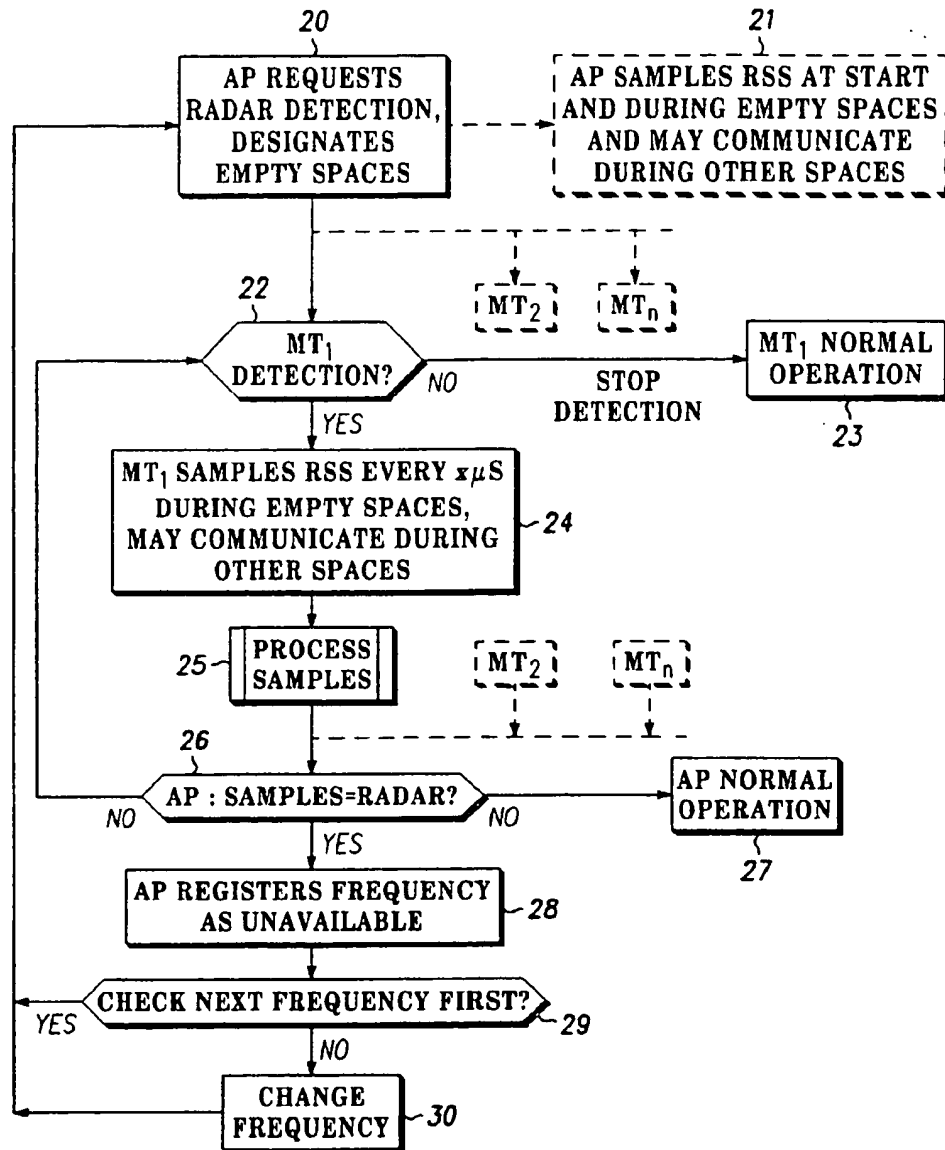 20
AP REQUESTS
RADAR DETECTION,
DESIGNATES
EMPTY SPACES
21
AP SAMPLES RSS AT START
AND DURING EMPTY SPACES
AND MAY COMMUNICATE
DURING OTHER SPACES
MT2
MTn
22
MT1
DETECTION?
NO
STOP
DETECTION
MT1 NORMAL
OPERATION
23
YES
MT1 SAMPLES RSS EVERY xμS
DURING EMPTY SPACES,
MAY COMMUNICATE DURING
OTHER SPACES
24
25
PROCESS
SAMPLES
MT2
MTn
26
AP : SAMPLES=RADAR?
NO
NO
AP NORMAL
OPERATION
27
YES
AP REGISTERS FREQUENCY
AS UNAVAILABLE
28
CHECK NEXT FREQUENCY FIRST?
YES
29
NO
CHANGE
FREQUENCY
30